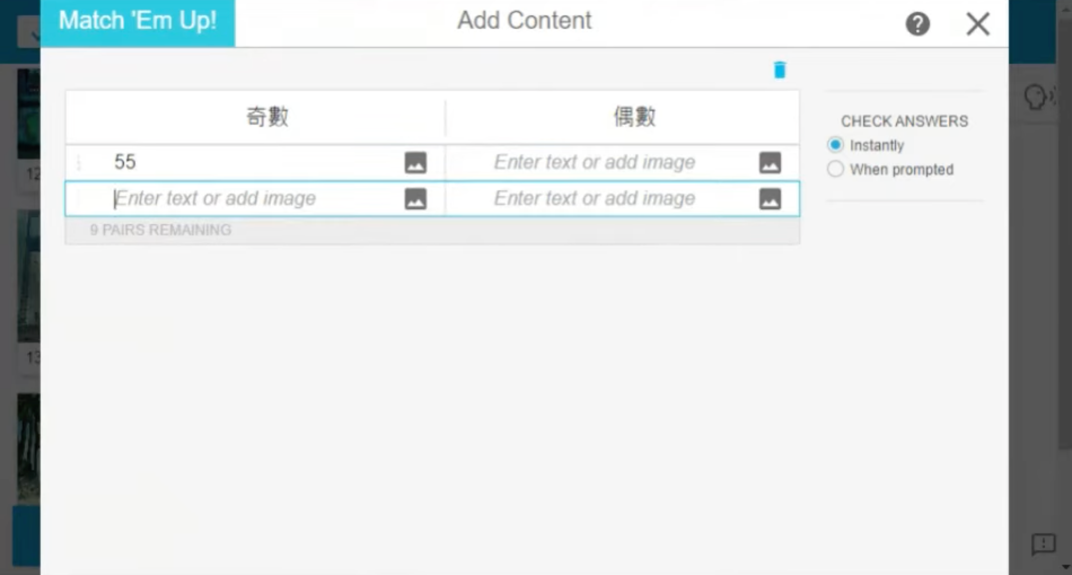 Match 'Em Up!
Add Content
奇數 偶數
55 Enter text or add image
Enter text or add image Enter text or add image
9 PAIRS REMAINING
CHECK ANSWERS
Instantly
When prompted
12
13